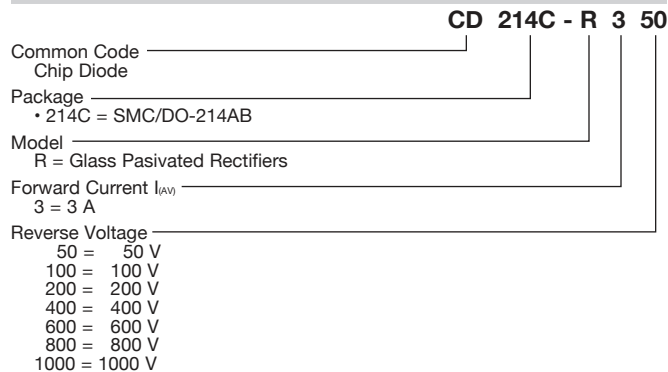 CD 214C - R 3 50
Common Code
Chip Diode
Package
• 214C = SMC/DO-214AB
Model
R = Glass Pasivated Rectifiers
Forward Current I(AV)
3 = 3 A
Reverse Voltage
50 = 50 V
100 = 100 V
200 = 200 V
400 = 400 V
600 = 600 V
800 = 800 V
1000 = 1000 V